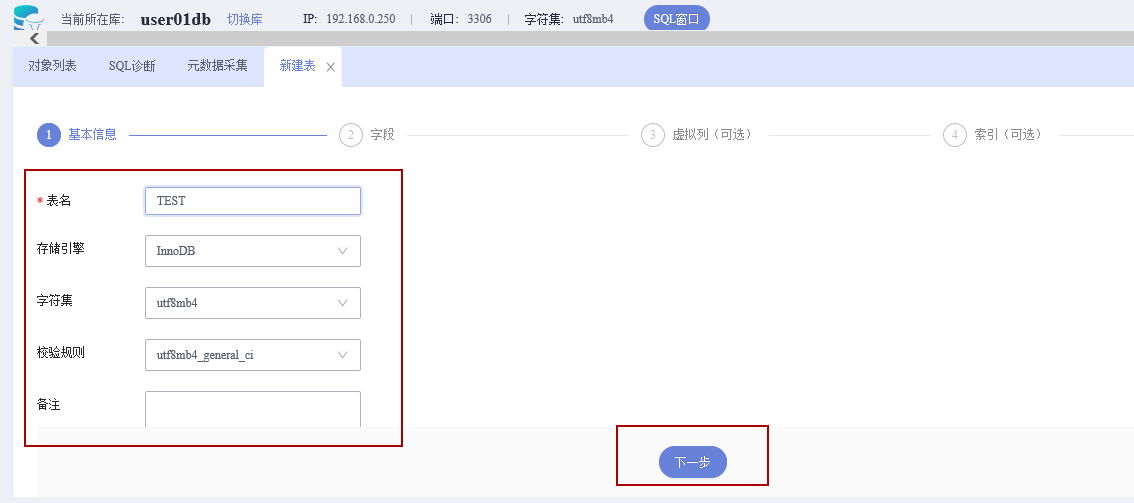 当前所在库: user01db 切换库 IP: 192.168.0.250 | 端口: 3306 | 字符集: utf8mb4 SQL窗口
对象列表 SQL诊断 元数据采集 新建表
1 基本信息 2 字段 3 虚拟列（可选） 4 索引（可选）
* 表名 TEST
存储引擎 InnoDB
字符集 utf8mb4
校验规则 utf8mb4_general_ci
备注
下一步